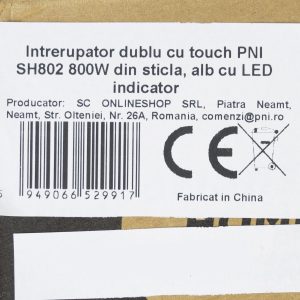 Intrerupator dublu cu touch PNI
SH802 800W din sticla, alb cu LED
indicator
Producator: SC ONLINESHOP SRL, Piatra Neamt,
Neamt, Str. Olteniei, Nr. 26A, Romania, comenzi@pni.ro
CE
949066 529917
Fabricat in China